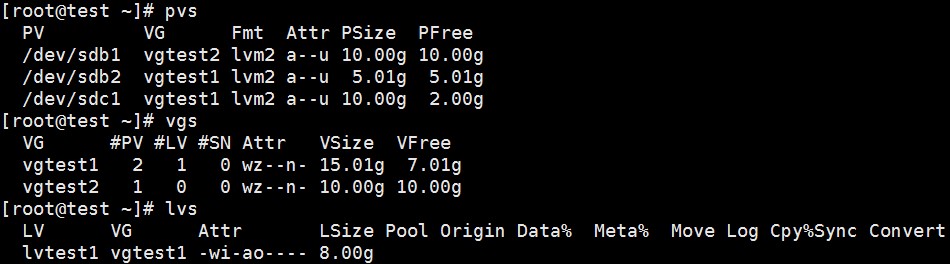 [root@test ~]# pvs
  PV         VG      Fmt  Attr PSize  PFree
  /dev/sdb1  vgtest2 lvm2 a--u 10.00g 10.00g
  /dev/sdb2  vgtest1 lvm2 a--u  5.01g  5.01g
  /dev/sdc1  vgtest1 lvm2 a--u 10.00g  2.00g
[root@test ~]# vgs
  VG      #PV #LV #SN Attr   VSize  VFree
  vgtest1   2   1   0 wz--n- 15.01g  7.01g
  vgtest2   1   0   0 wz--n- 10.00g 10.00g
[root@test ~]# lvs
  LV      VG      Attr       LSize Pool Origin Data%  Meta%  Move Log Cpy%Sync Convert
  lvtest1 vgtest1 -wi-ao---- 8.00g